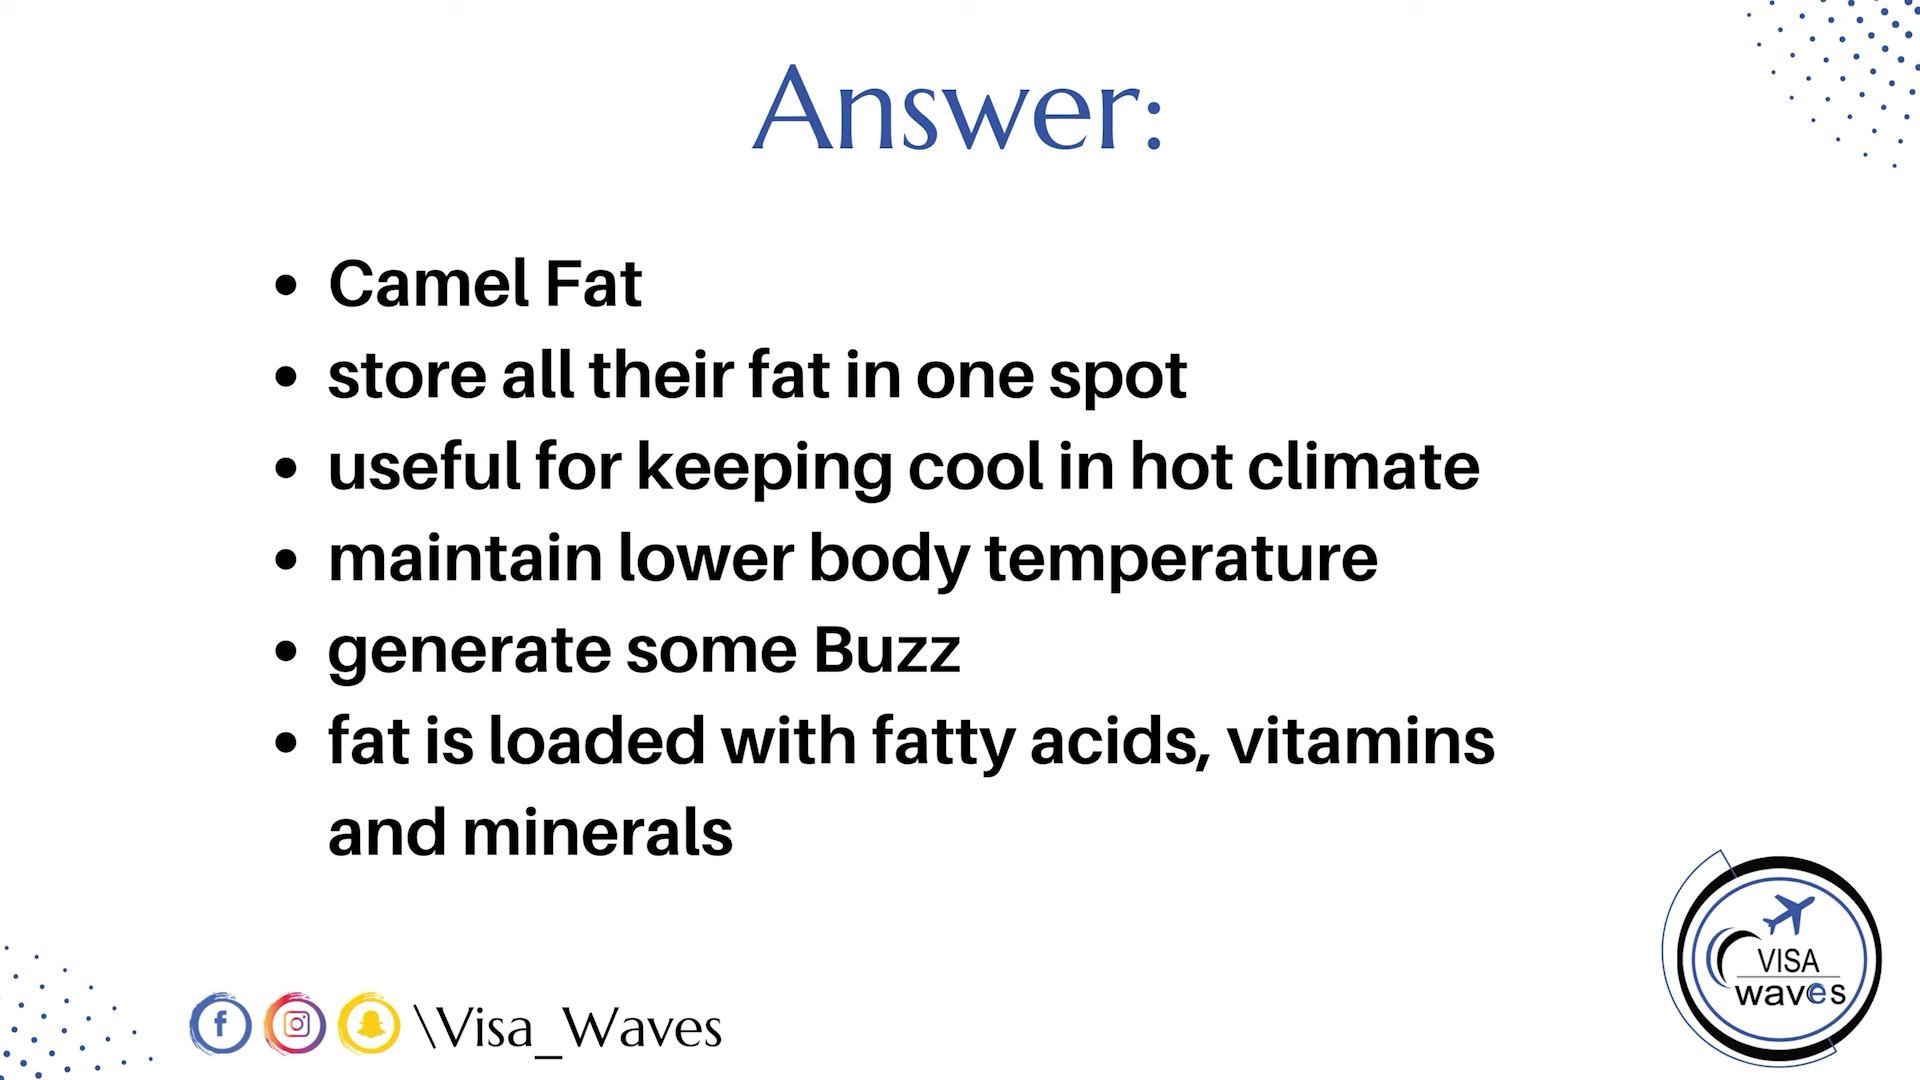 Answer:
• Camel Fat
• store all their fat in one spot
• useful for keeping cool in hot climate
• maintain lower body temperature
• generate some Buzz
• fat is loaded with fatty acids, vitamins
and minerals
VISA
waves
\Visa_Waves